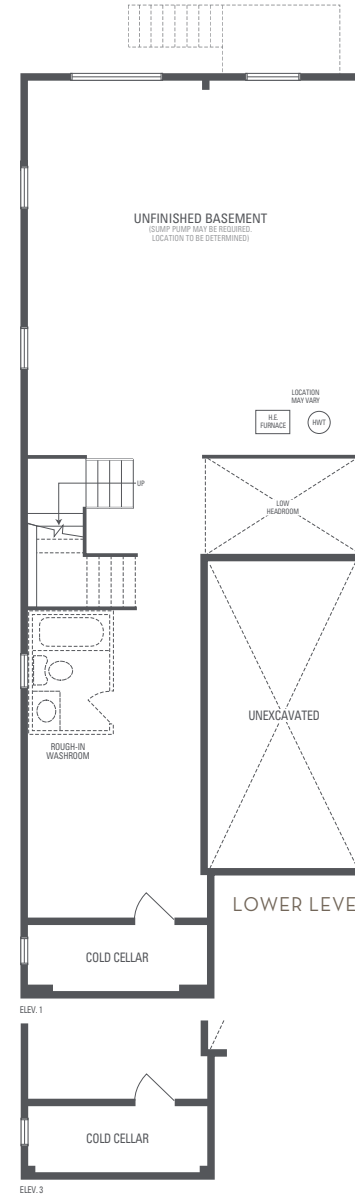 UNFINISHED BASEMENT
(SUMP PUMP MAY BE REQUIRED.
LOCATION TO BE DETERMINED)
LOCATION
MAY VARY
H.E.
FURNACE
HWT
UP
LOW
HEADROOM
UNEXCAVATED
ROUGH-IN
WASHROOM
LOWER LEVE
COLD CELLAR
ELEV. 1
COLD CELLAR
ELEV. 3